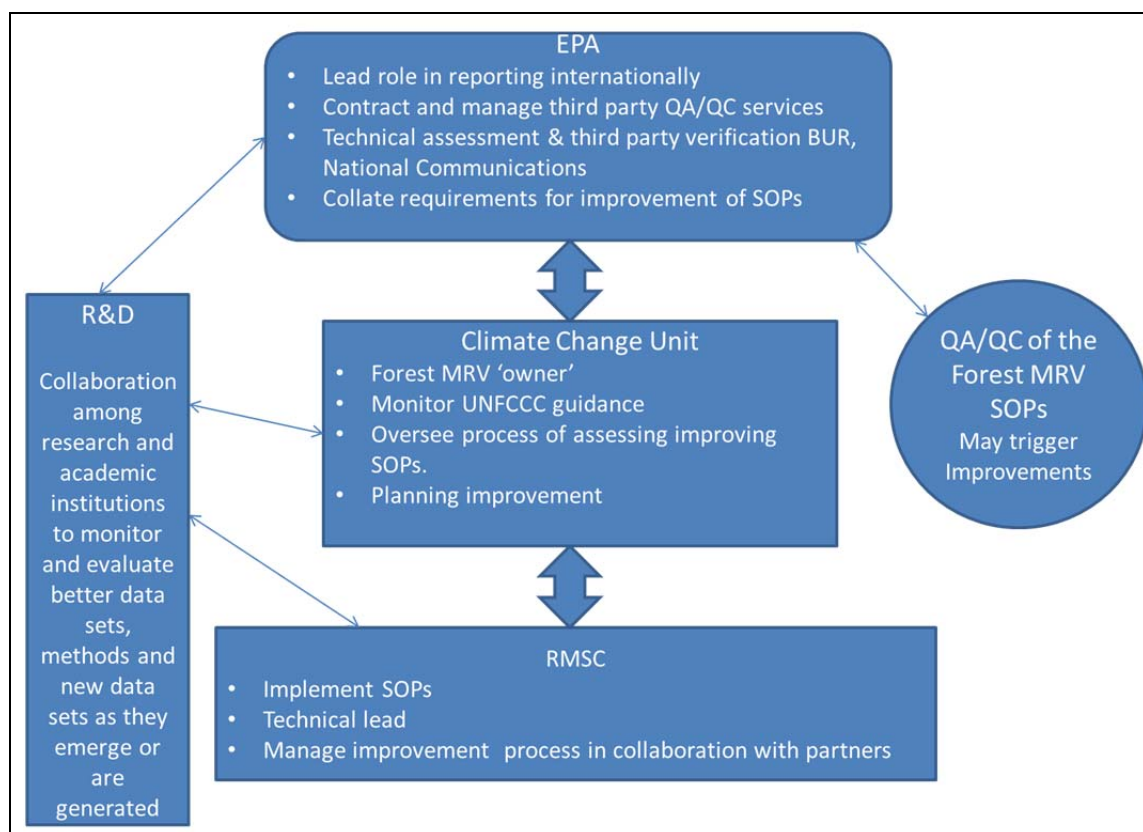 EPA
• Lead role in reporting internationally
• Contract and manage third party QA/QC services
• Technical assessment & third party verification BUR,
National Communications
• Collate requirements for improvement of SOPs
R&D
Collaboration
among
research and
academic
institutions
to monitor
and evaluate
better data
sets,
methods and
new data
sets as they
emerge or
are
generated
Climate Change Unit
• Forest MRV ‘owner’
• Monitor UNFCCC guidance
• Oversee process of assessing improving
SOPs.
• Planning improvement
QA/QC of the
Forest MRV
SOPs
May trigger
Improvements
RMSC
• Implement SOPs
• Technical lead
• Manage improvement process in collaboration with partners